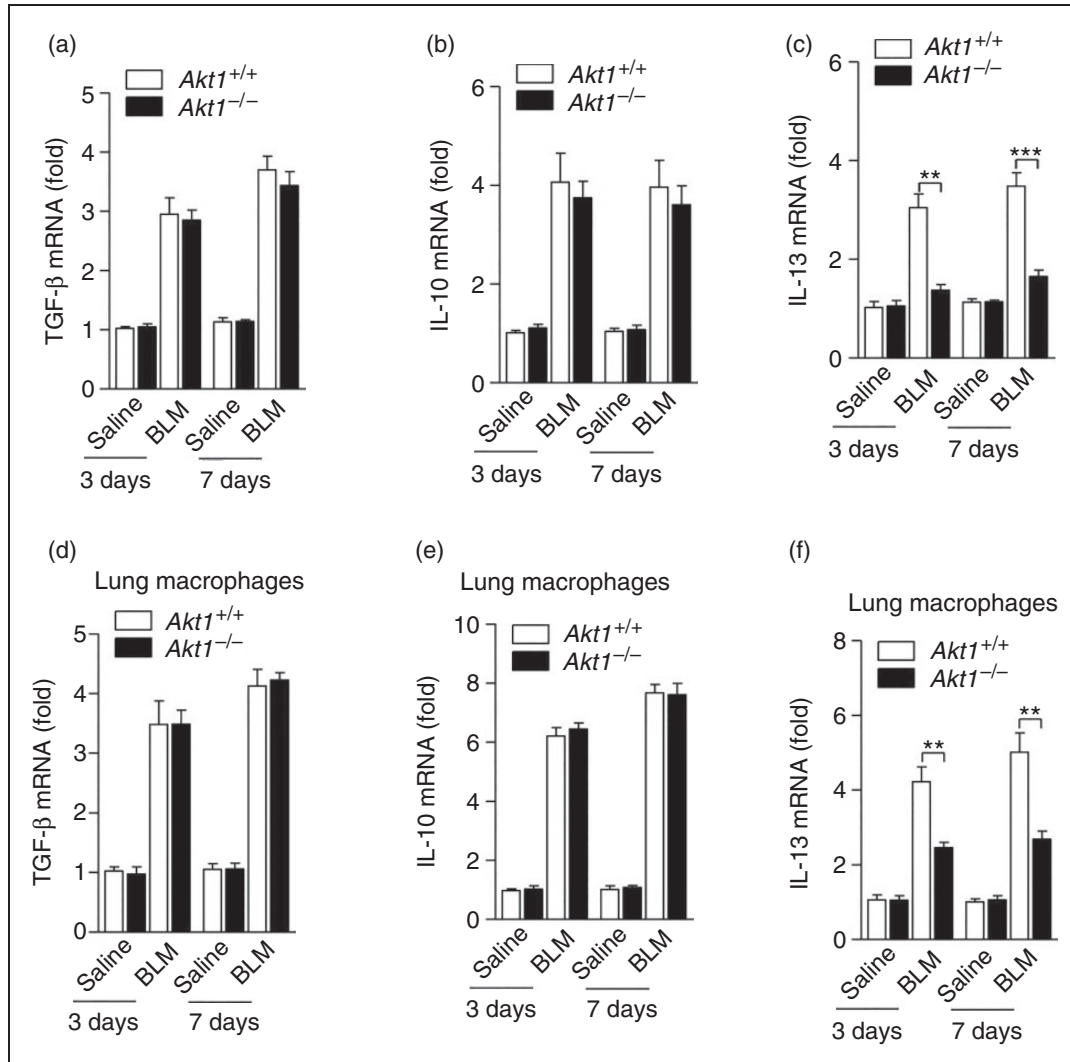 (a)
Akt1+/+
Akt1−/−
TGF-β mRNA (fold)
5
4
3
2
1
0
Saline
BLM
Saline
BLM
3 days
7 days
(b)
Akt1+/+
Akt1−/−
IL-10 mRNA (fold)
6
4
2
0
Saline
BLM
Saline
BLM
3 days
7 days
(c)
Akt1+/+
Akt1−/−
IL-13 mRNA (fold)
6
4
2
0
**
***
Saline
BLM
Saline
BLM
3 days
7 days
(d)
Lung macrophages
Akt1+/+
Akt1−/−
TGF-β mRNA (fold)
5
4
3
2
1
0
Saline
BLM
Saline
BLM
3 days
7 days
(e)
Lung macrophages
Akt1+/+
Akt1−/−
IL-10 mRNA (fold)
10
8
6
4
2
0
Saline
BLM
Saline
BLM
3 days
7 days
(f)
Lung macrophages
Akt1+/+
Akt1−/−
IL-13 mRNA (fold)
8
6
4
2
0
**
**
Saline
BLM
Saline
BLM
3 days
7 days